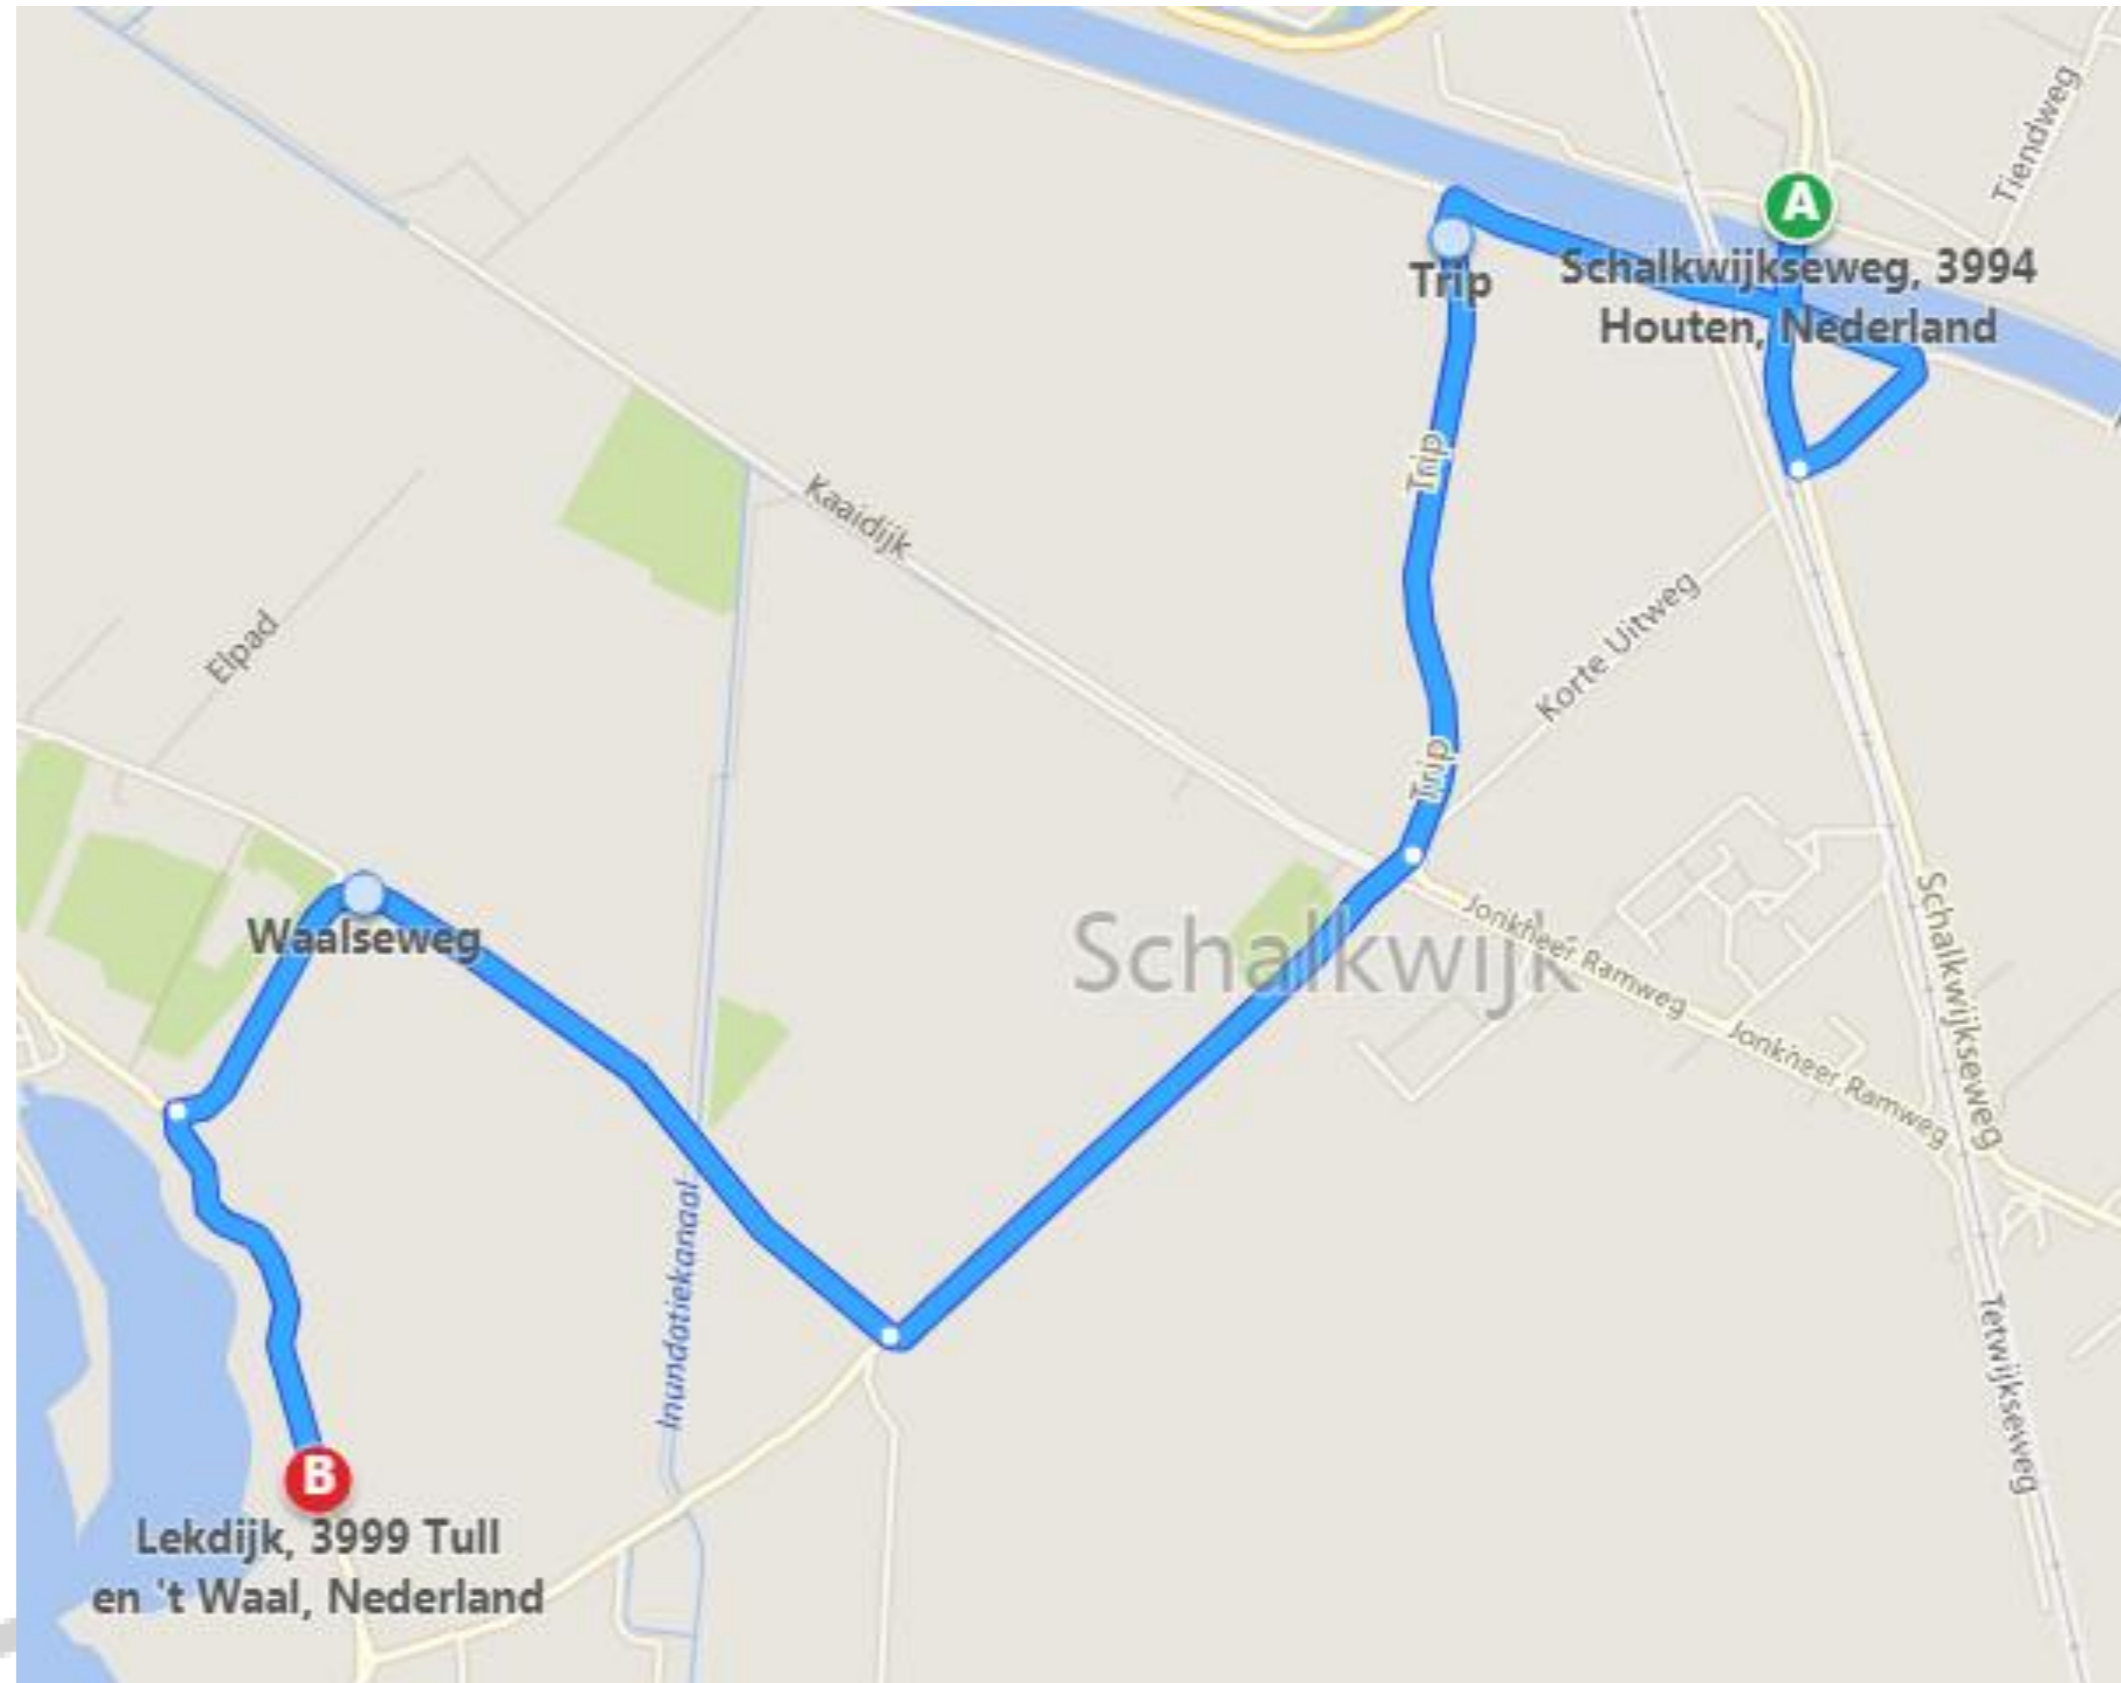 Tiendweg
A
Schalkwijkseweg, 3994
Houten, Nederland
Trip
Trip
Kaaidijk
Korte Uitweg
Elpad
Trip
Schalkwijk
Jonkheer Ramweg
Schalkwijkseweg
Waalseweg
Jonkheer Ramweg
Inundatiekanaal
Tetwijkseweg
B
Lekdijk, 3999 Tull
en 't Waal, Nederland